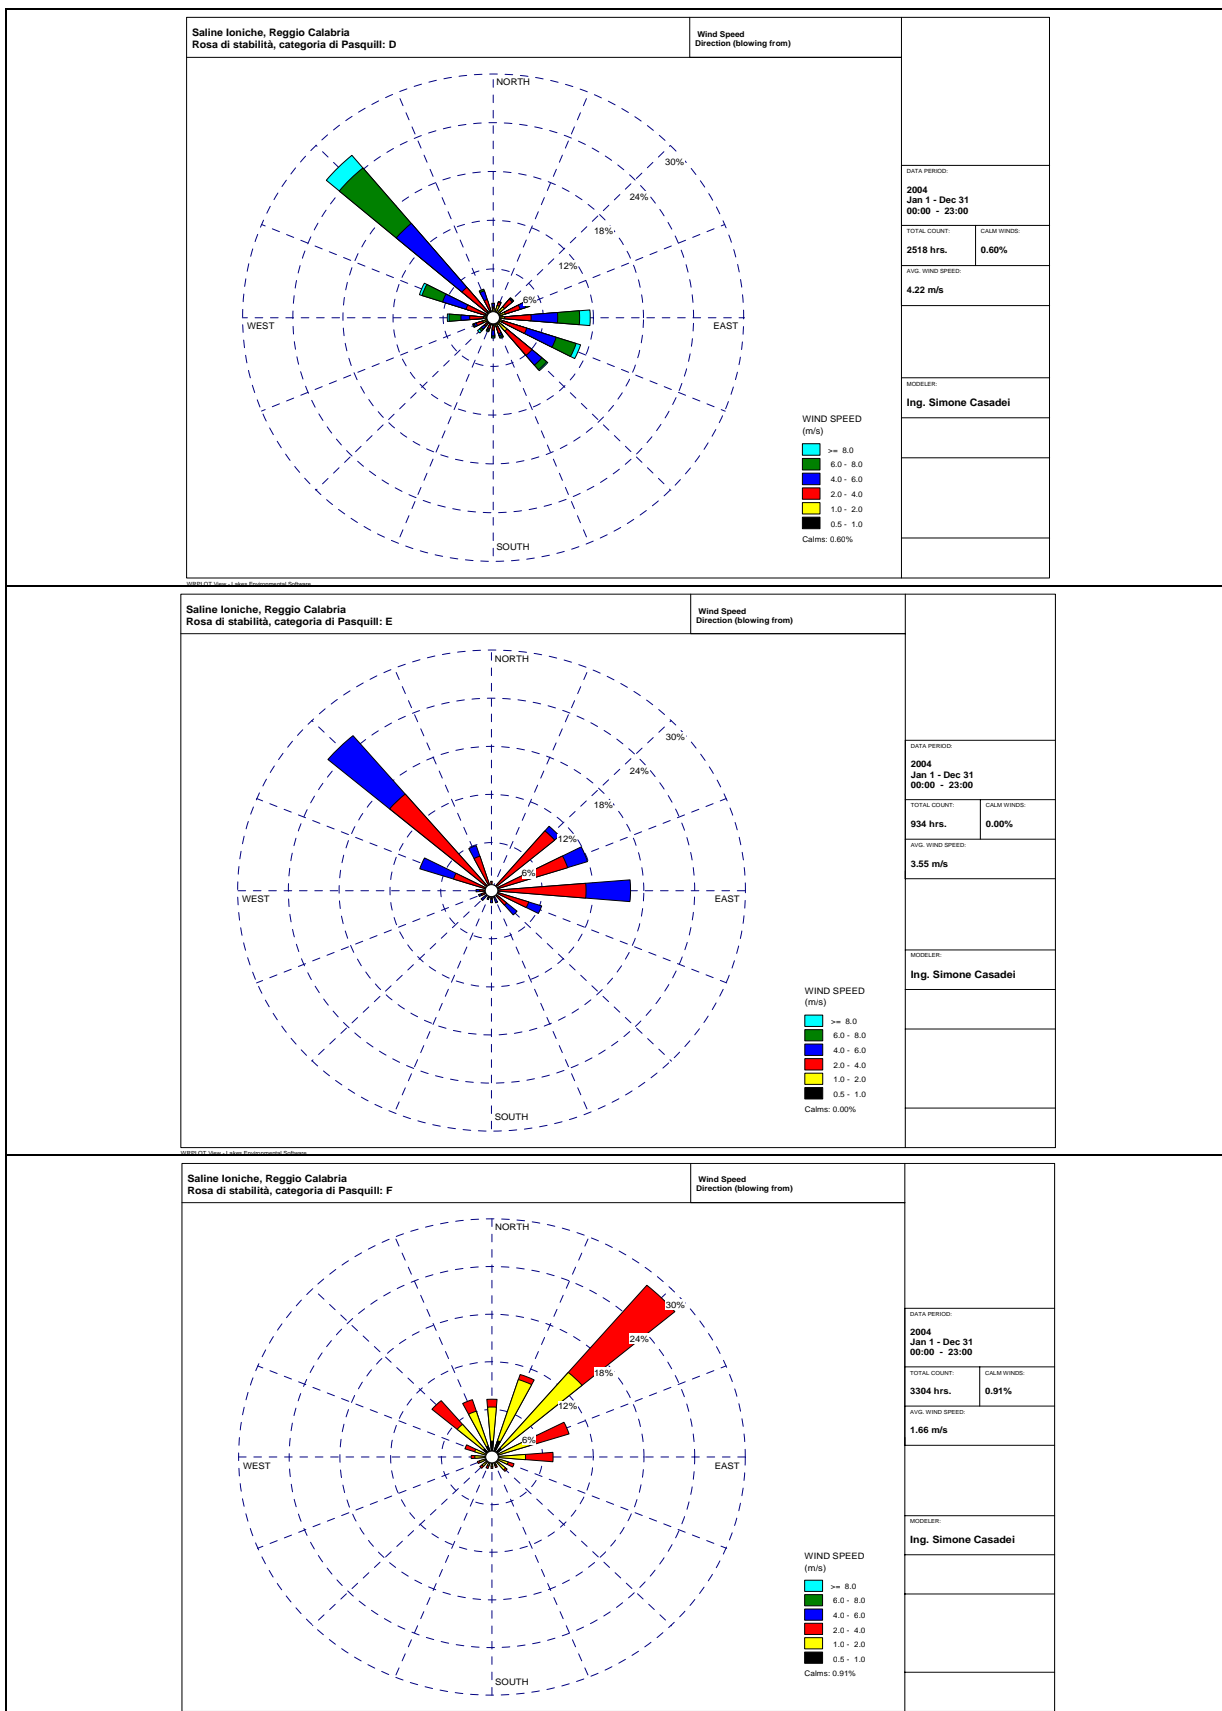 Saline Ioniche, Reggio Calabria
Rosa di stabilità, categoria di Pasquill: D
Wind Speed
Direction (blowing from)
NORTH
30%
24%
18%
12%
6%
WEST
EAST
SOUTH
WIND SPEED
(m/s)
>= 8.0
6.0 - 8.0
4.0 - 6.0
2.0 - 4.0
1.0 - 2.0
0.5 - 1.0
Calms: 0.60%
DATA PERIOD:
2004
Jan 1 - Dec 31
00:00 - 23:00
TOTAL COUNT:
CALM WINDS:
2518 hrs.
0.60%
AVG. WIND SPEED:
4.22 m/s
MODELER:
Ing. Simone Casadei
WRPLOT View - Lakes Environmental Software
Saline Ioniche, Reggio Calabria
Rosa di stabilità, categoria di Pasquill: E
Wind Speed
Direction (blowing from)
NORTH
30%
24%
18%
12%
6%
WEST
EAST
SOUTH
WIND SPEED
(m/s)
>= 8.0
6.0 - 8.0
4.0 - 6.0
2.0 - 4.0
1.0 - 2.0
0.5 - 1.0
Calms: 0.00%
DATA PERIOD:
2004
Jan 1 - Dec 31
00:00 - 23:00
TOTAL COUNT:
CALM WINDS:
934 hrs.
0.00%
AVG. WIND SPEED:
3.55 m/s
MODELER:
Ing. Simone Casadei
WRPLOT View - Lakes Environmental Software
Saline Ioniche, Reggio Calabria
Rosa di stabilità, categoria di Pasquill: F
Wind Speed
Direction (blowing from)
NORTH
30%
24%
18%
12%
6%
WEST
EAST
SOUTH
WIND SPEED
(m/s)
>= 8.0
6.0 - 8.0
4.0 - 6.0
2.0 - 4.0
1.0 - 2.0
0.5 - 1.0
Calms: 0.91%
DATA PERIOD:
2004
Jan 1 - Dec 31
00:00 - 23:00
TOTAL COUNT:
CALM WINDS:
3304 hrs.
0.91%
AVG. WIND SPEED:
1.66 m/s
MODELER:
Ing. Simone Casadei